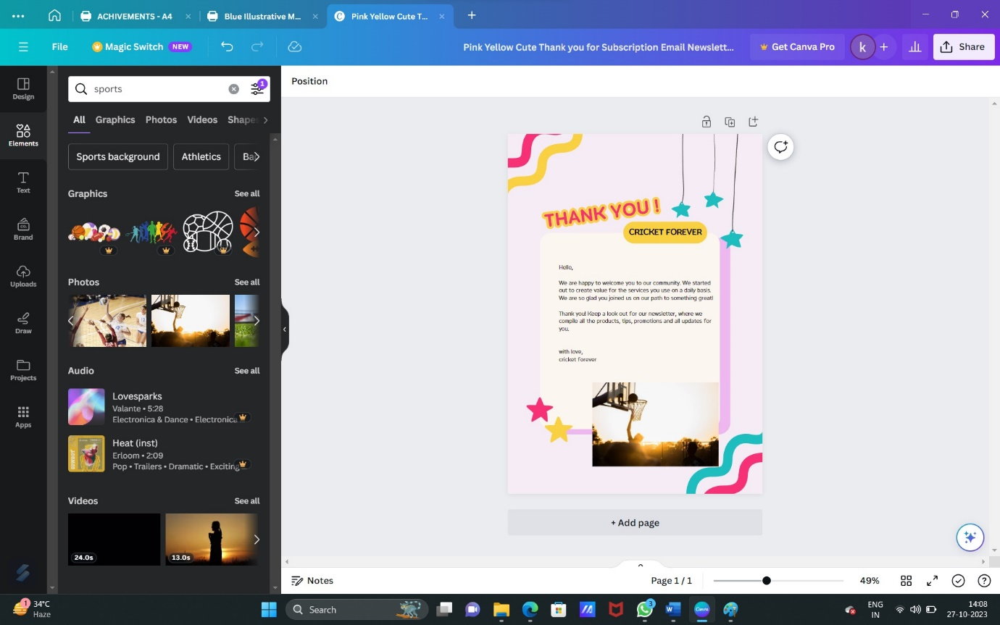 ACHIVEMENTS - A4
Blue Illustrative M...
Pink Yellow Cute T...
File
Magic Switch NEW
Pink Yellow Cute Thank you for Subscription Email Newslett...
Get Canva Pro
k
Share
Design
Elements
Text
Brand
Uploads
Draw
Projects
Apps
sports
1
All Graphics Photos Videos Shapes
Sports background Athletics Ba
Graphics See all
Photos See all
Audio See all
Lovesparks
Valante • 5:28
Electronica & Dance • Electronica
Heat (inst)
Erloom • 2:09
Pop • Trailers • Dramatic • Exciting
Videos See all
24.0s
13.0s
Position
THANK YOU !
CRICKET FOREVER
Hello,
We are happy to welcome you to our community. We started
out to create value for the services you use on a daily basis.
We are so glad you joined us on our path to something great!
Thank you! Keep a look out for our newsletter, where we
compile all the products, tips, promotions and all updates for
you.
with love,
cricket forever
+ Add page
Notes
Page 1 / 1
49%
1
34°C
Haze
Search
3
Canva
ENG
IN
14:08
27-10-2023